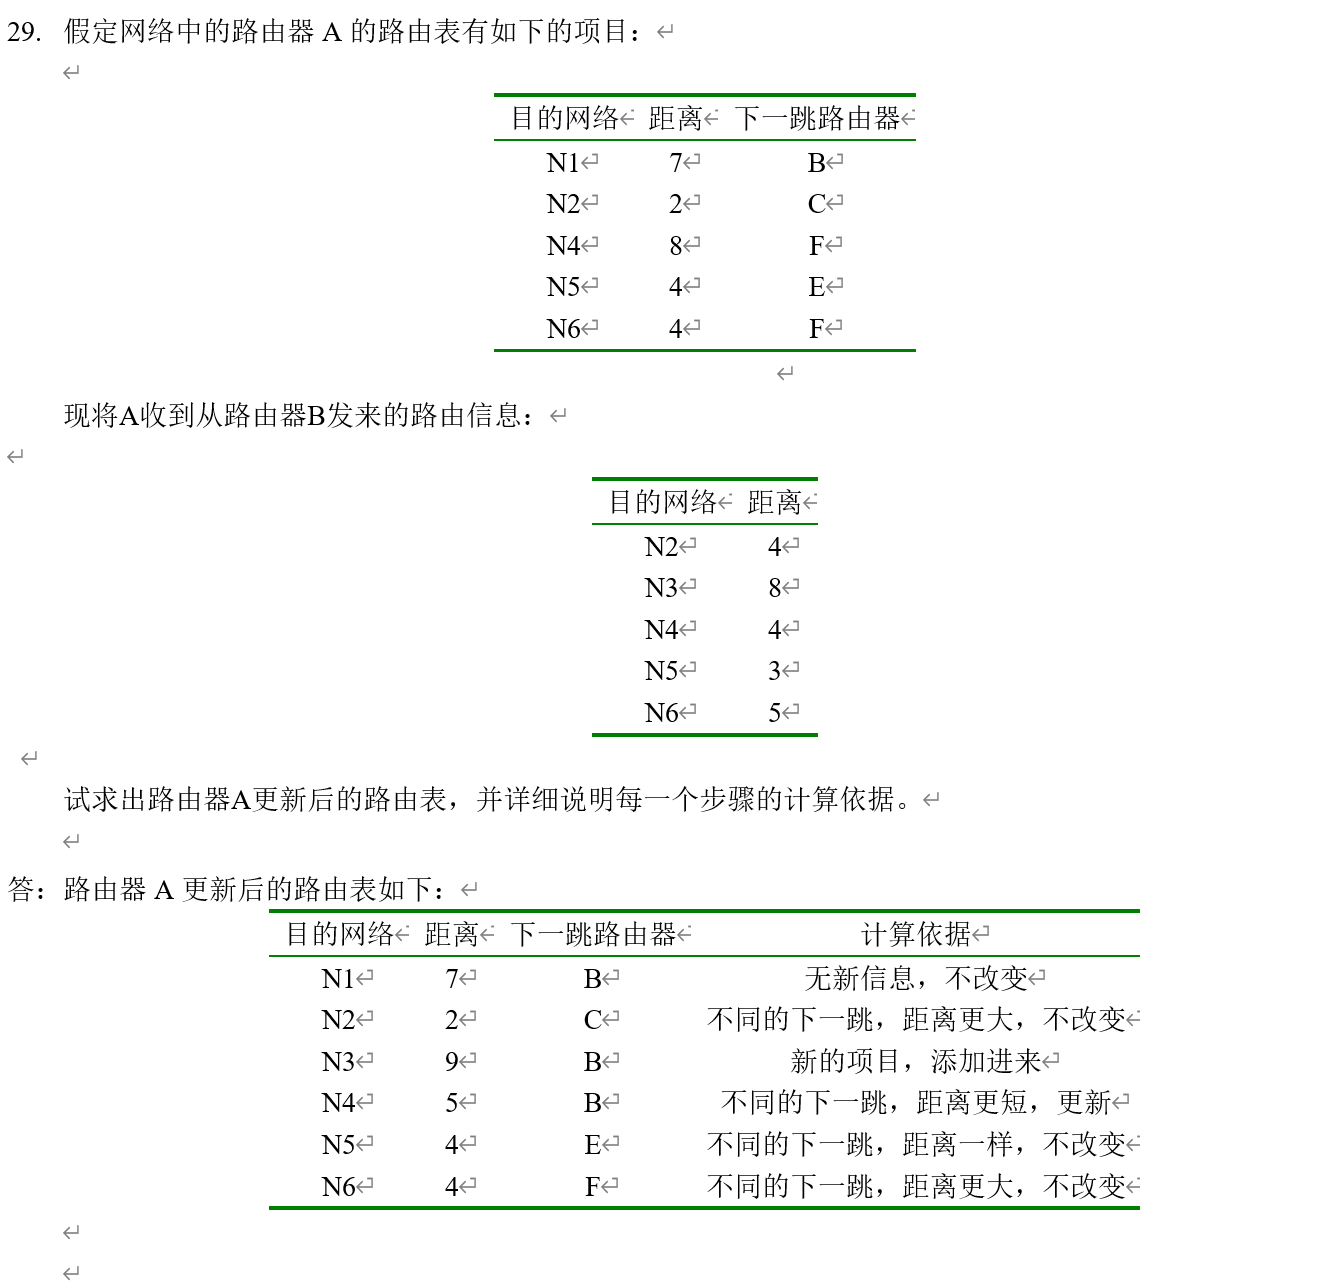 29. 假定网络中的路由器 A 的路由表有如下的项目：
目的网络 距离 下一跳路由器
N1 7 B
N2 2 C
N4 8 F
N5 4 E
N6 4 F
现将A收到从路由器B发来的路由信息：
目的网络 距离
N2 4
N3 8
N4 4
N5 3
N6 5
试求出路由器A更新后的路由表，并详细说明每一个步骤的计算依据。
答：路由器 A 更新后的路由表如下：
目的网络 距离 下一跳路由器 计算依据
N1 7 B 无新信息，不改变
N2 2 C 不同的下一跳，距离更大，不改变
N3 9 B 新的项目，添加进来
N4 5 B 不同的下一跳，距离更短，更新
N5 4 E 不同的下一跳，距离一样，不改变
N6 4 F 不同的下一跳，距离更大，不改变